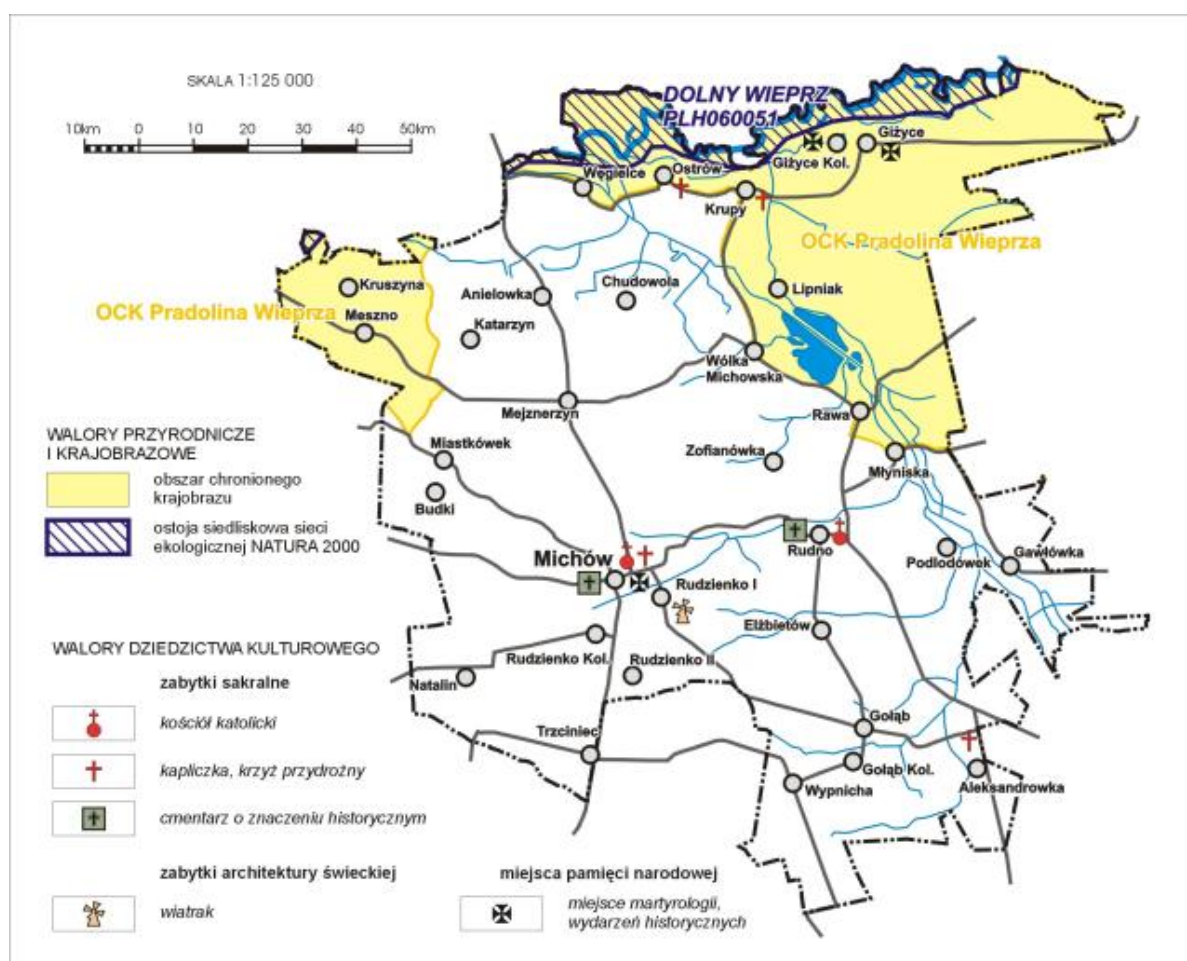 SKALA 1:125 000
10km 0 10 20 30 40 50km
DOLNY WIEPRZ
PLH060051
Giżyce
Giżyce Kol.
Węgielce
Ostrów
Krupy
OCK Pradolina Wieprza
Kruszyna
OCK Pradolina Wieprza
Meszno
Anielowka
Chudowola
Lipniak
Katarzyn
Wólka
Michowska
Mejznerzyn
Rawa
WALORY PRZYRODNICZE
I KRAJOBRAZOWE
obszar chronionego
krajobrazu
ostoja siedliskowa sieci
ekologicznej NATURA 2000
Miastkówek
Zofianówka
Młyniska
Budki
Michów
Rudno
Podlodówek
Gawłówka
Rudzienko I
Elżbietów
Rudzienko Kol.
Rudzienko II
Natalin
Trzciniec
Gołąb
Gołąb Kol.
Wypnicha
Aleksandrowka
WALORY DZIEDZICTWA KULTUROWEGO
zabytki sakralne
kościół katolicki
kapliczka, krzyż przydrożny
cmentarz o znaczeniu historycznym
zabytki architektury świeckiej
wiatrak
miejsca pamięci narodowej
miejsce martyrologii,
wydarzeń historycznych